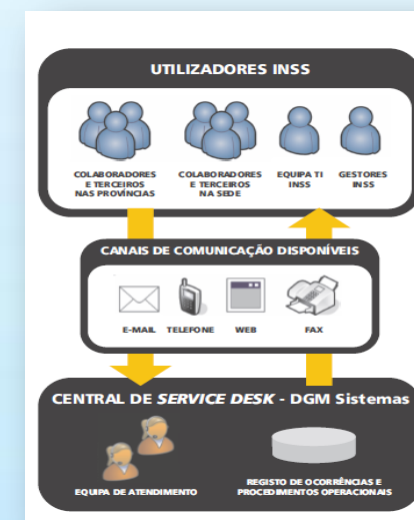 UTILIZADORES INSS
COLABORADORES
E TERCEIROS
NAS PROVÍNCIAS
COLABORADORES
E TERCEIROS
NA SEDE
EQUIPA TI
INSS
GESTORES
INSS
CANAIS DE COMUNICAÇÃO DISPONÍVEIS
E-MAIL
TELEFONE
WEB
FAX
CENTRAL DE SERVICE DESK - DGM Sistemas
EQUIPA DE ATENDIMENTO
REGISTO DE OCORRÊNCIAS E
PROCEDIMENTOS OPERACIONAIS